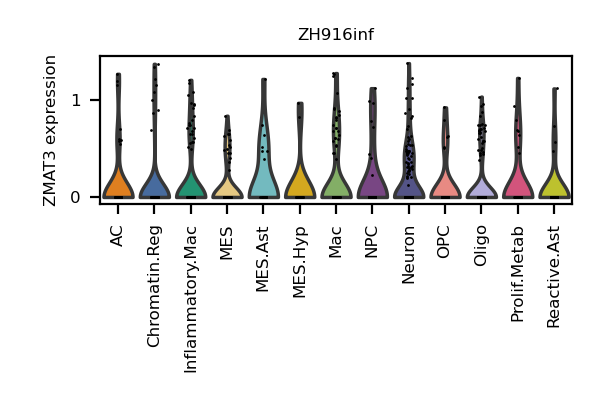 ZH916inf
ZMAT3 expression
1
0
AC
Chromatin.Reg
Inflammatory.Mac
MES
MES.Ast
MES.Hyp
Mac
NPC
Neuron
OPC
Oligo
Prolif.Metab
Reactive.Ast